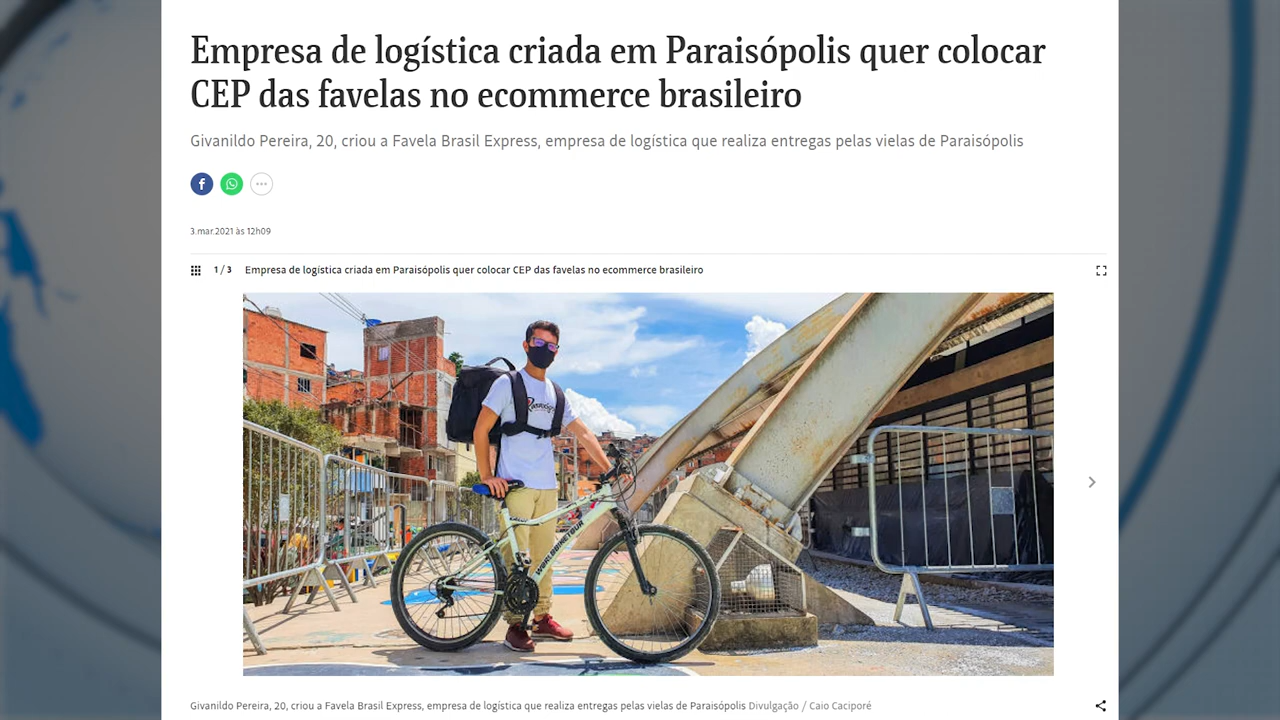 Empresa de logística criada em Paraisópolis quer colocar
CEP das favelas no ecommerce brasileiro
Givanildo Pereira, 20, criou a Favela Brasil Express, empresa de logística que realiza entregas pelas vielas de Paraisópolis
3.mar.2021 às 12h09
1 / 3 Empresa de logística criada em Paraisópolis quer colocar CEP das favelas no ecommerce brasileiro
WORLDBIKETOUR
Givanildo Pereira, 20, criou a Favela Brasil Express, empresa de logística que realiza entregas pelas vielas de Paraisópolis Divulgação / Caio Caciporé